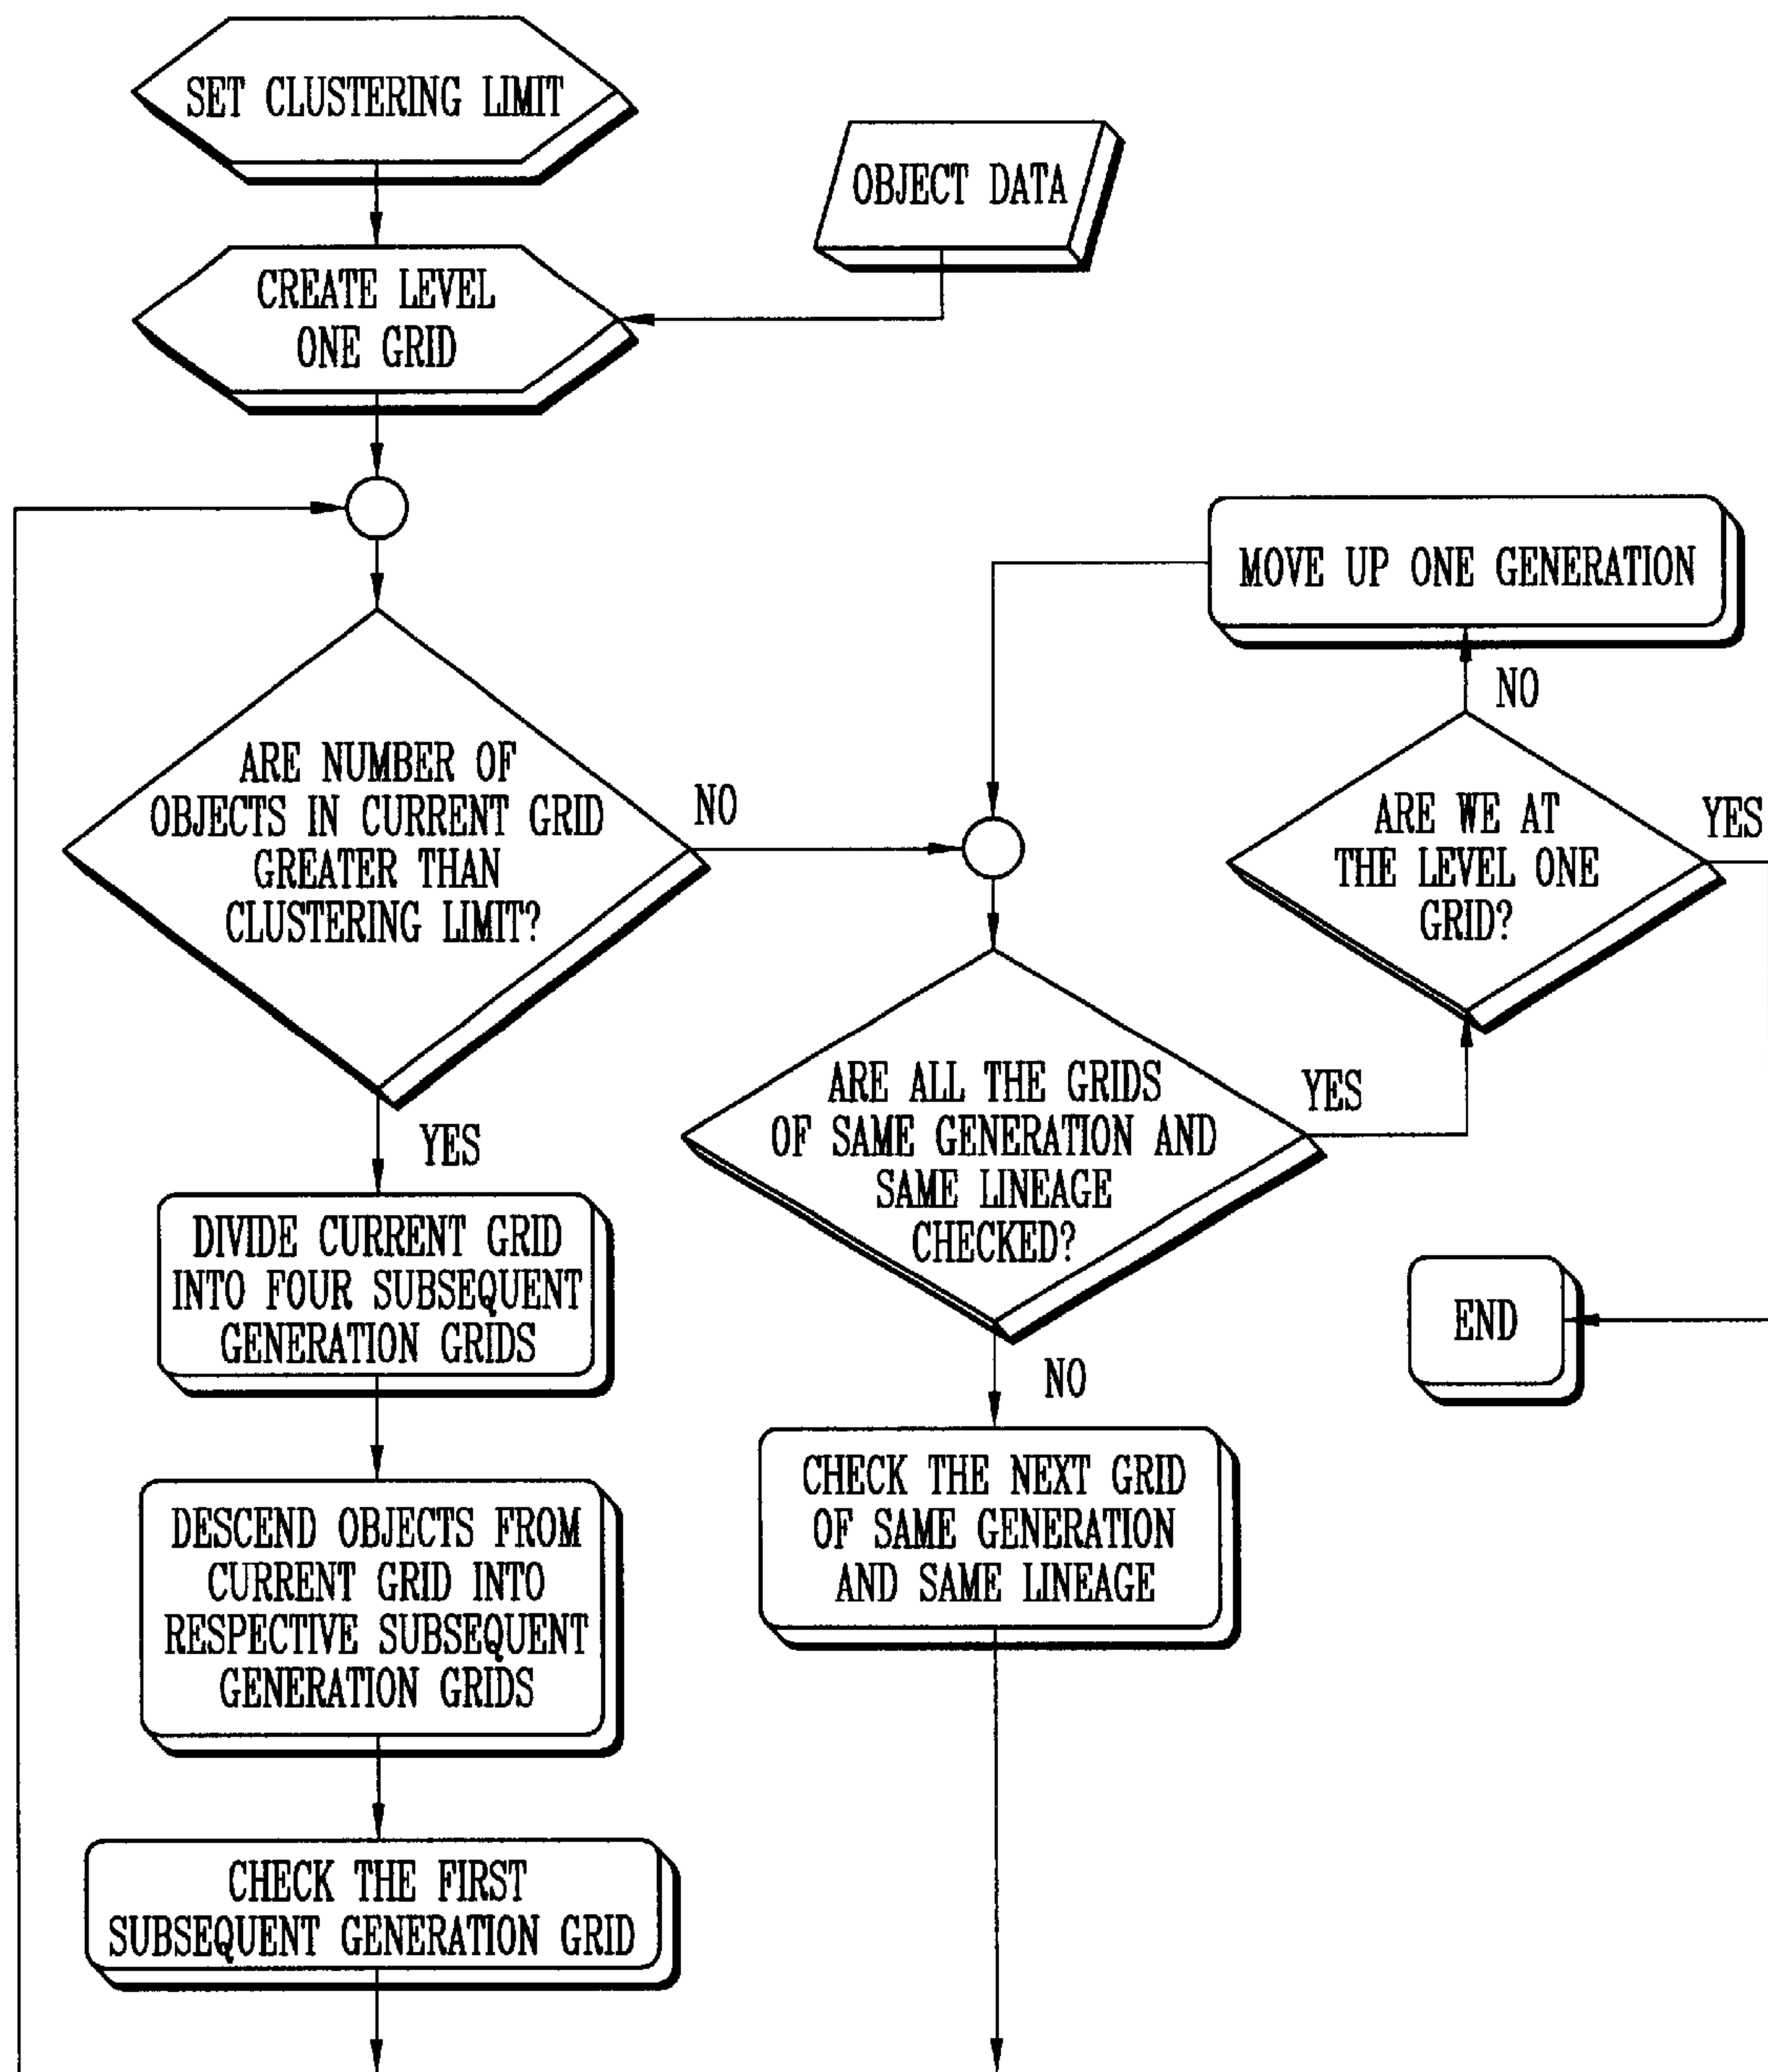 SET CLUSTERING LIMIT
OBJECT DATA
CREATE LEVEL
ONE GRID
MOVE UP ONE GENERATION
NO
ARE NUMBER OF
OBJECTS IN CURRENT GRID
GREATER THAN
CLUSTERING LIMIT?
NO
ARE WE AT
THE LEVEL ONE
GRID?
YES
YES
ARE ALL THE GRIDS
OF SAME GENERATION AND
SAME LINEAGE
CHECKED?
YES
DIVIDE CURRENT GRID
INTO FOUR SUBSEQUENT
GENERATION GRIDS
END
NO
CHECK THE NEXT GRID
OF SAME GENERATION
AND SAME LINEAGE
DESCEND OBJECTS FROM
CURRENT GRID INTO
RESPECTIVE SUBSEQUENT
GENERATION GRIDS
CHECK THE FIRST
SUBSEQUENT GENERATION GRID